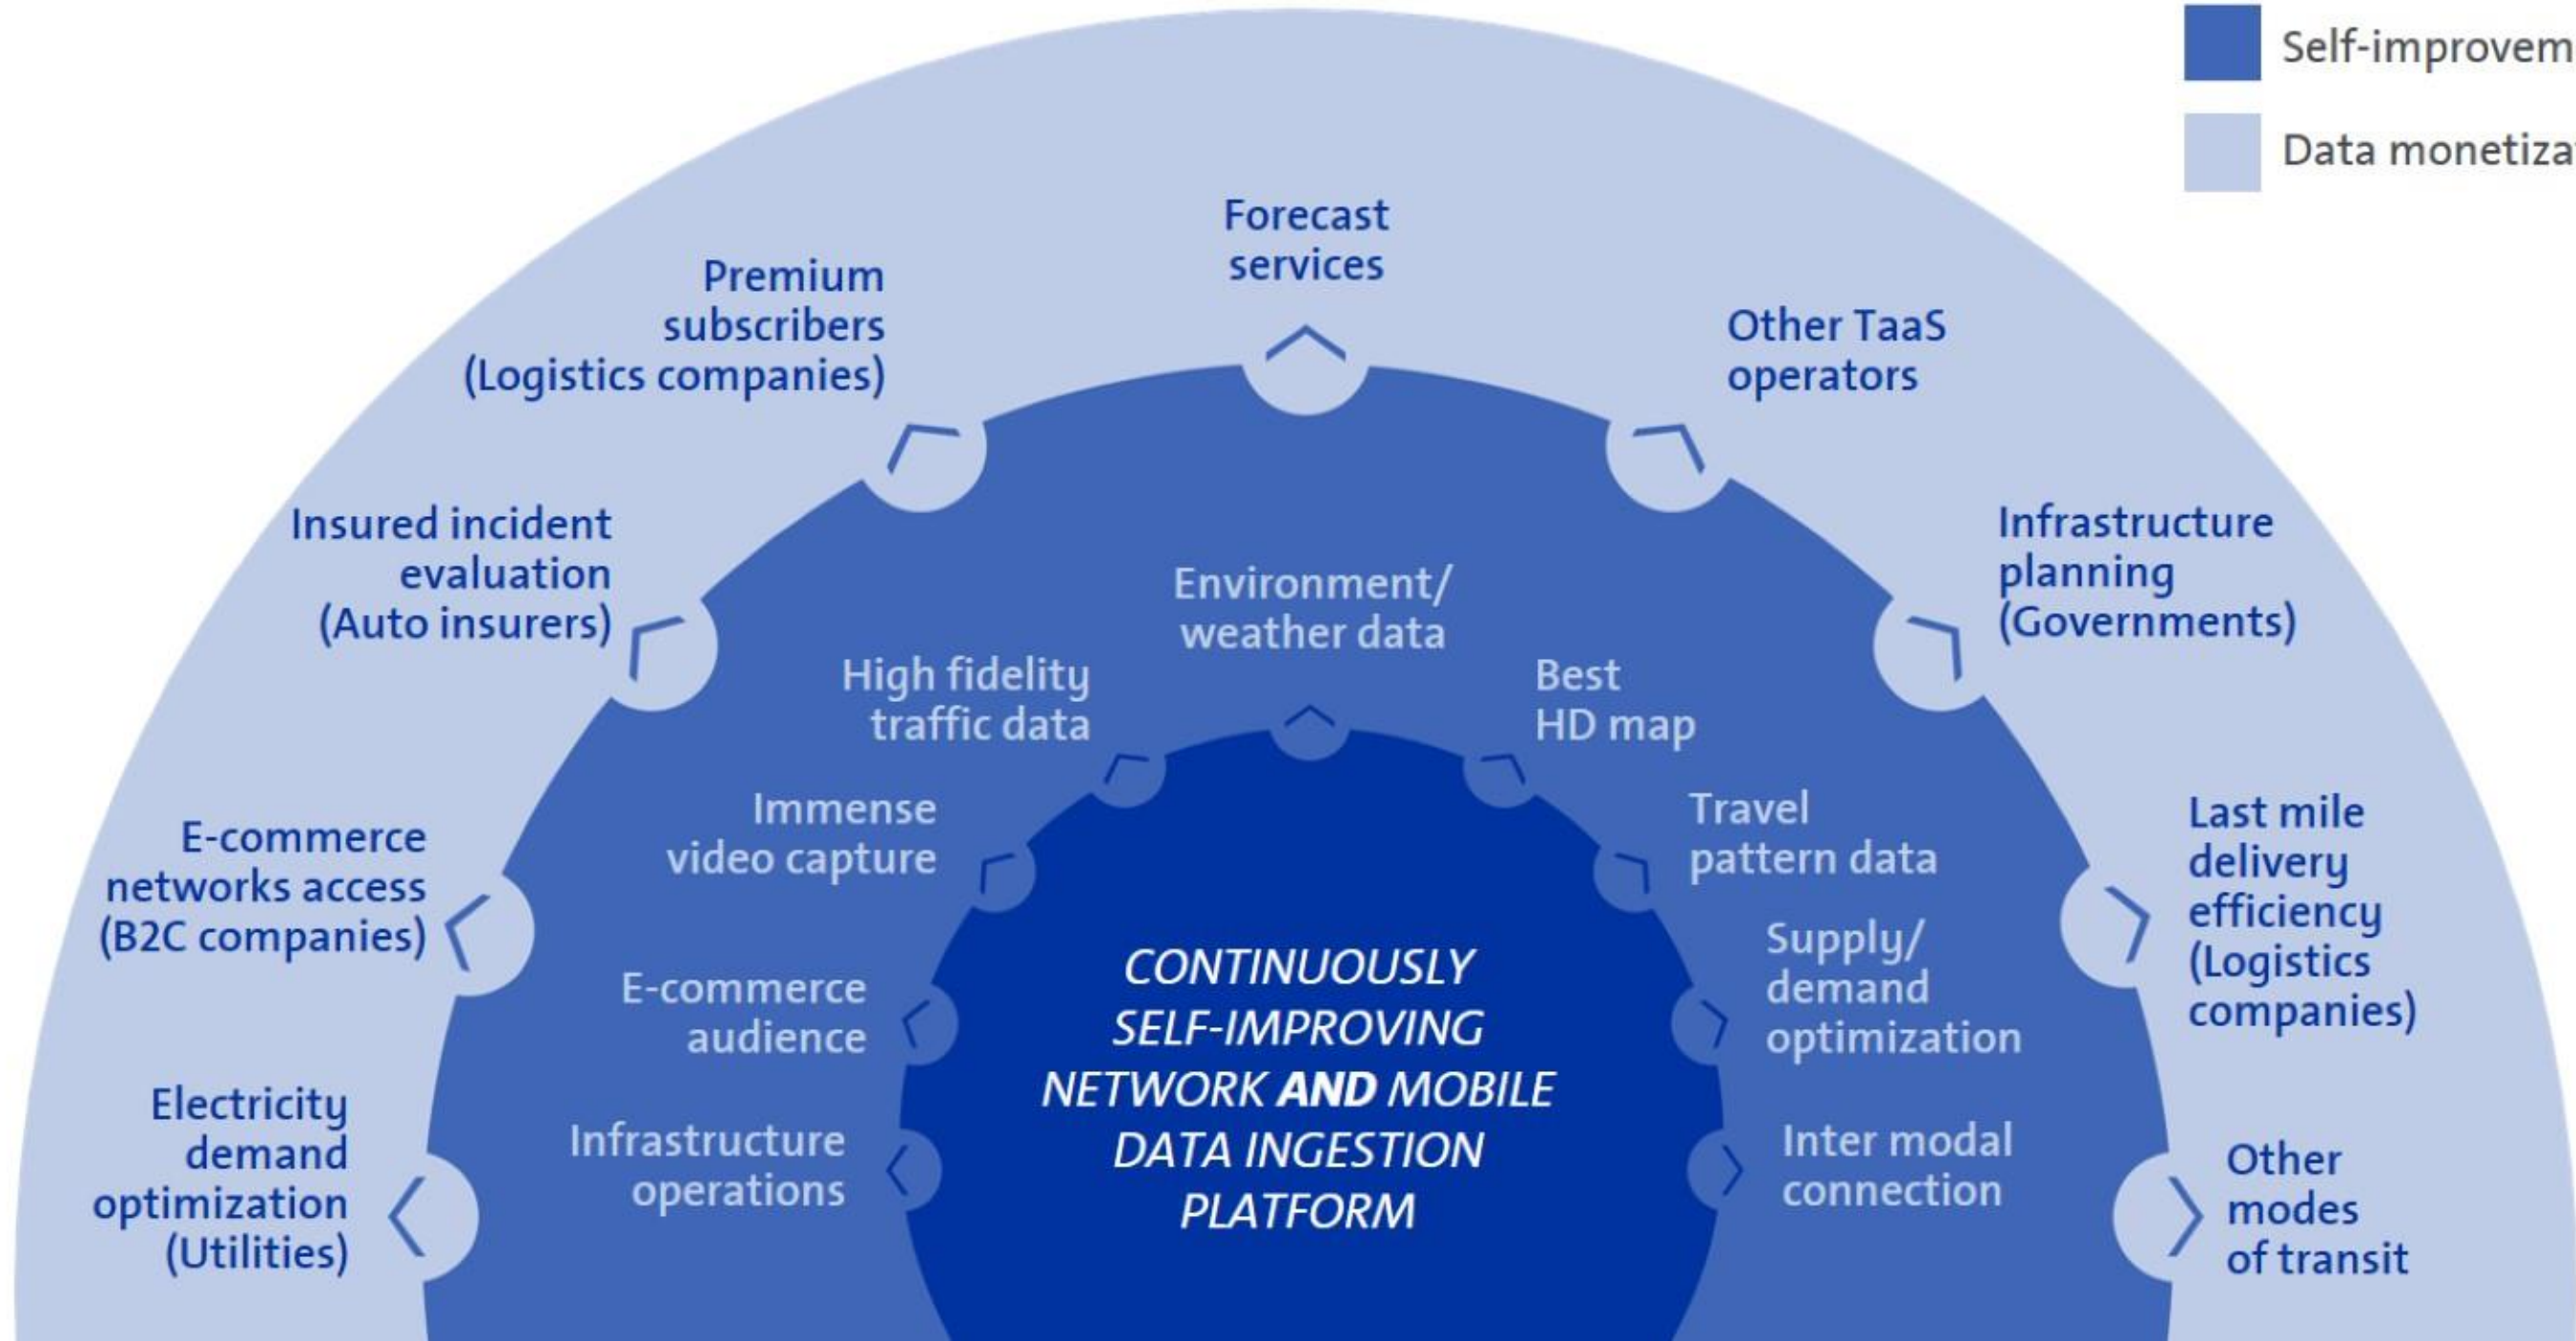 Self-improvem
Data monetiza
Forecast
services
Premium
subscribers
(Logistics companies)
Other TaaS
operators
Insured incident
evaluation
(Auto insurers)
Infrastructure
planning
(Governments)
E-commerce
networks access
(B2C companies)
Last mile
delivery
efficiency
(Logistics
companies)
Electricity
demand
optimization
(Utilities)
Other
modes
of transit
Environment/
weather data
High fidelity
traffic data
Best
HD map
Immense
video capture
Travel
pattern data
E-commerce
audience
Supply/
demand
optimization
Infrastructure
operations
Inter modal
connection
CONTINUOUSLY
SELF-IMPROVING
NETWORK AND MOBILE
DATA INGESTION
PLATFORM